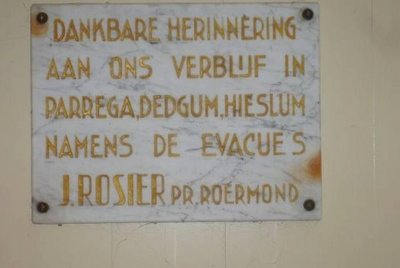 DANKBARE HERINNERING
AAN ONS VERBLIJF IN
PARREGA, DEDGUM, HIESLUM
NAMENS DE EVACUE'S
J. ROSIER PR, ROERMOND